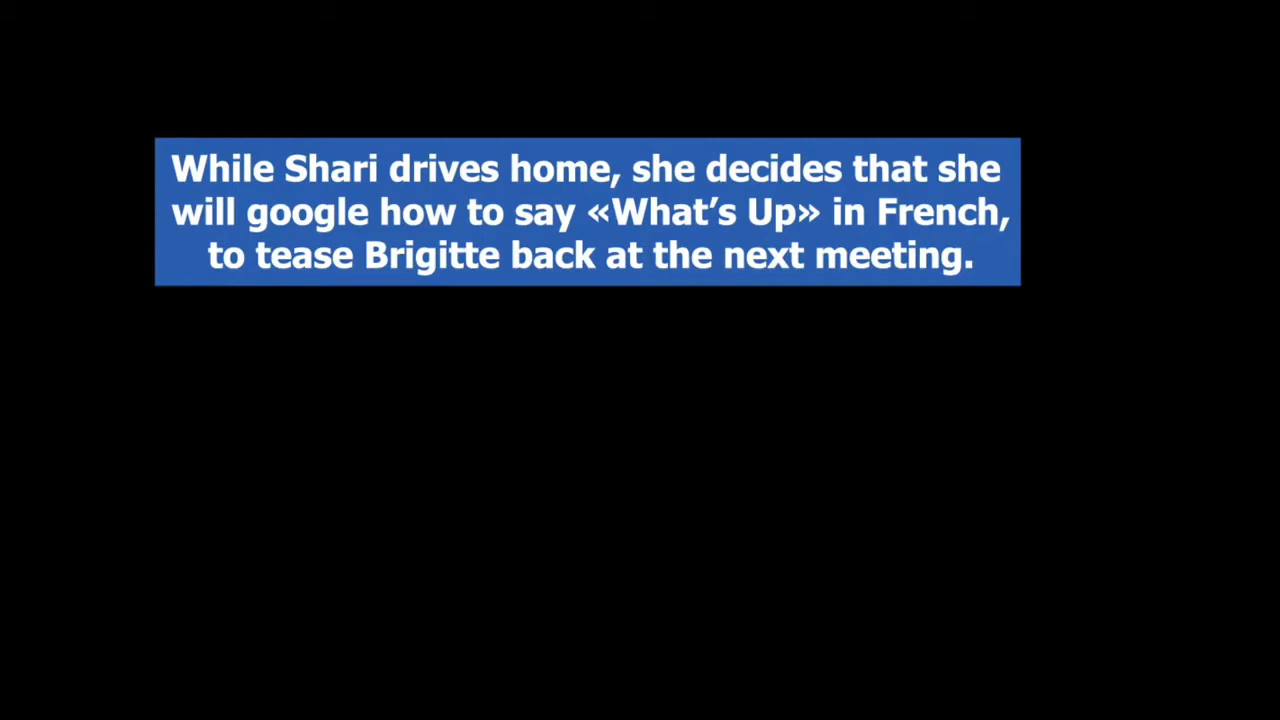 While Shari drives home, she decides that she
will google how to say «What’s Up» in French,
to tease Brigitte back at the next meeting.